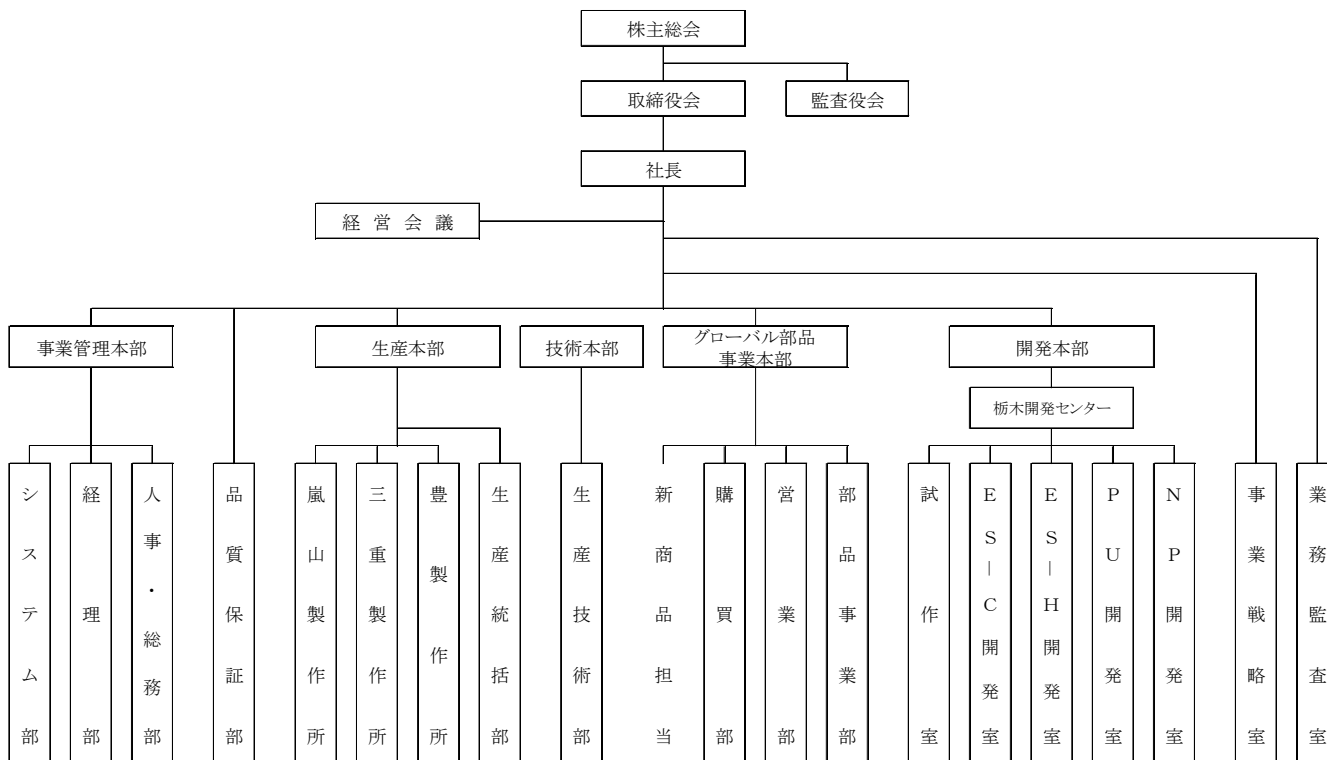 株主総会
取締役会
監査役会
社長
経 営 会 議
事業管理本部
生産本部
技術本部
グローバル部品
事業本部
開発本部
栃木開発センター
システム部
経理部
人事・総務部
品質保証部
嵐山製作所
三重製作所
豊製作所
生産統括部
生産技術部
新商品担当
購買部
営業部
部品事業部
試作室
ES－C開発室
ES－H開発室
PU開発室
NP開発室
事業戦略室
業務監査室